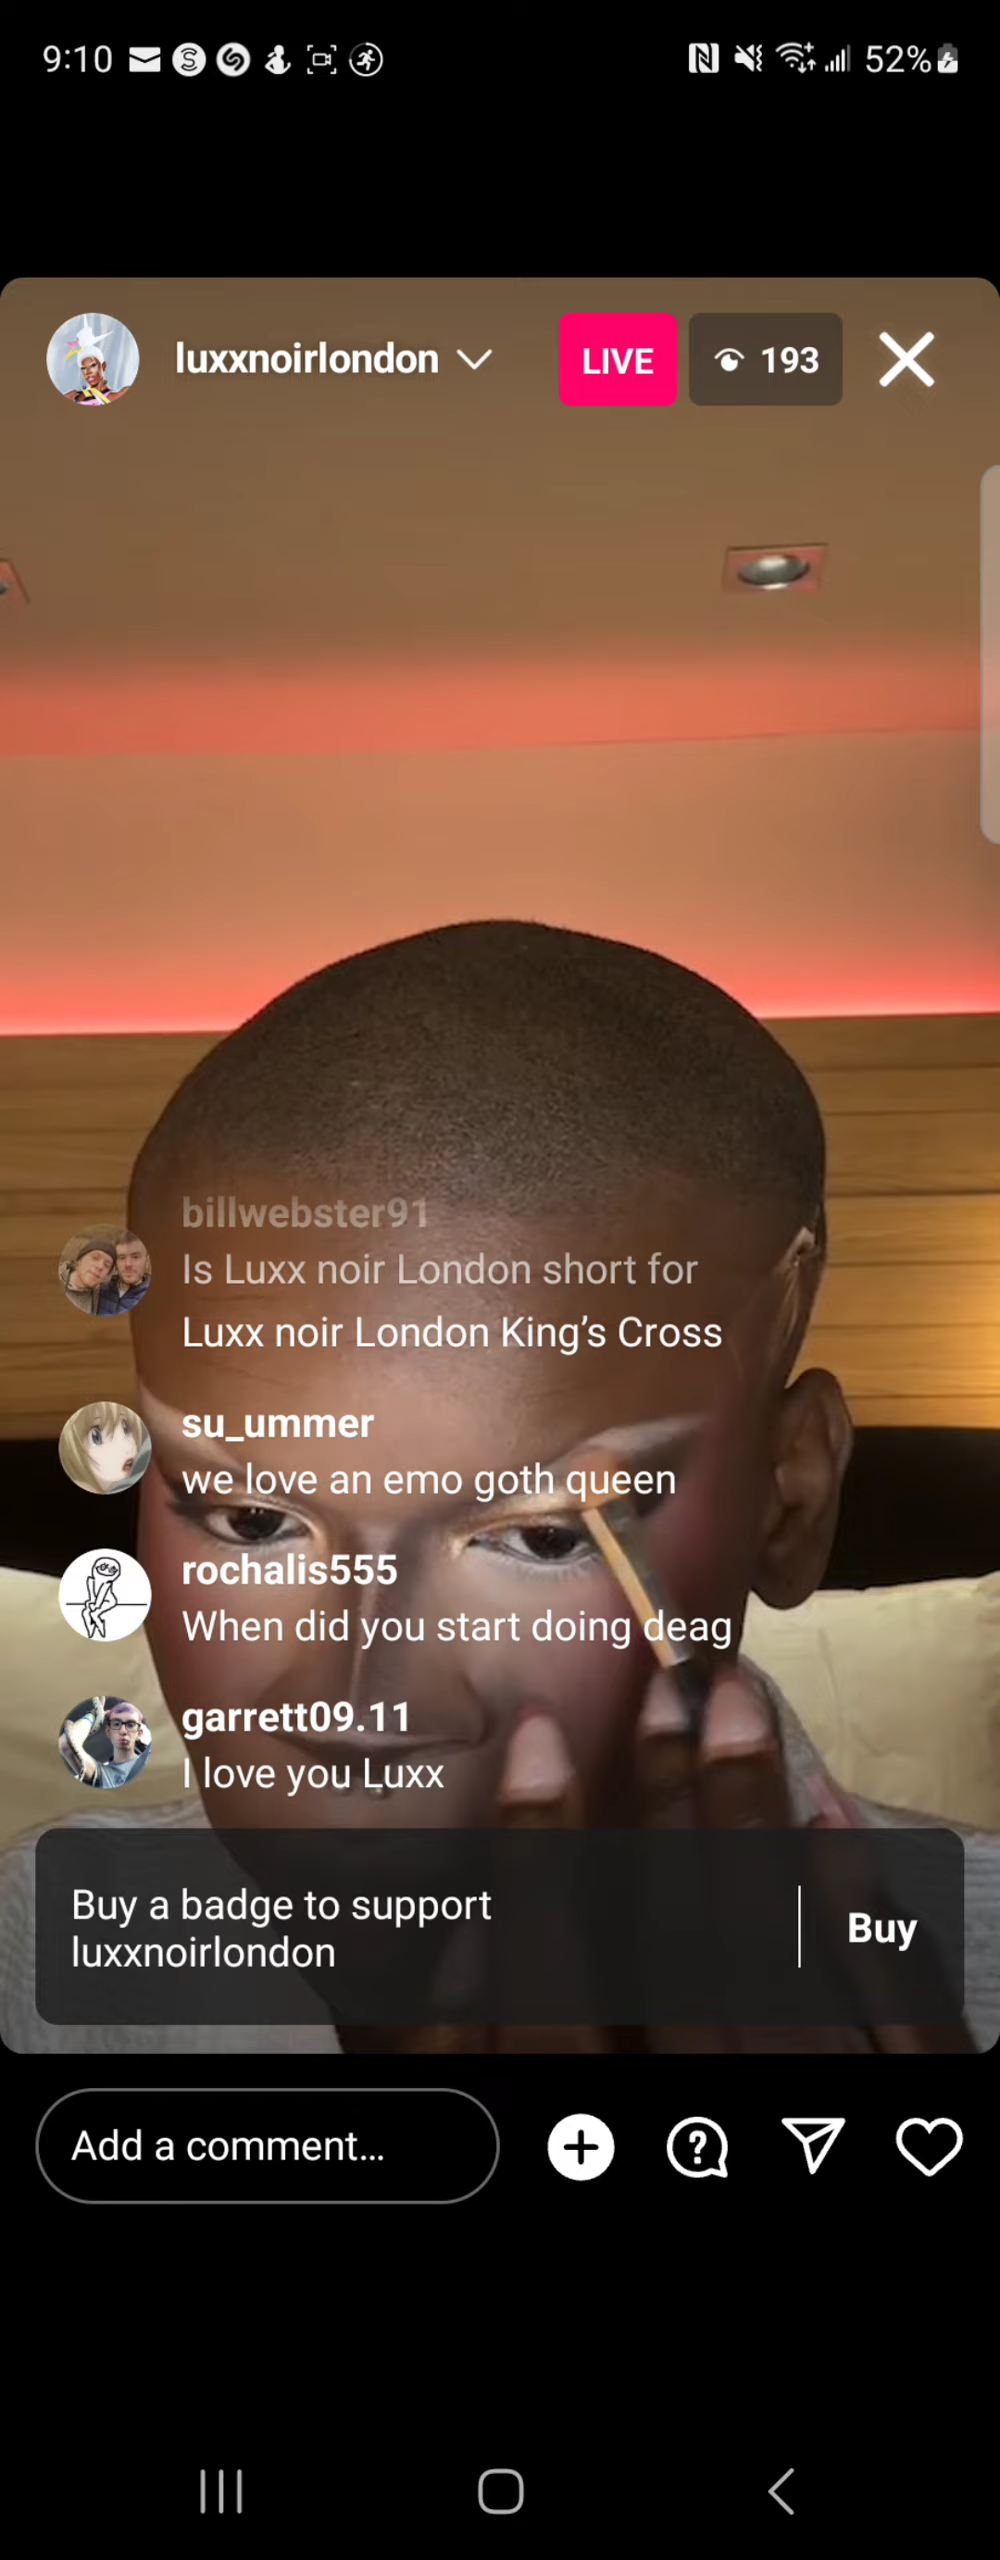 9:10
52%
luxxnoirlondon
LIVE
193
billwebster91
Is Luxx noir London short for
Luxx noir London King’s Cross
su_ummer
we love an emo goth queen
rochalis555
When did you start doing deag
garrett09.11
I love you Luxx
Buy a badge to support
luxxnoirlondon
Buy
Add a comment...